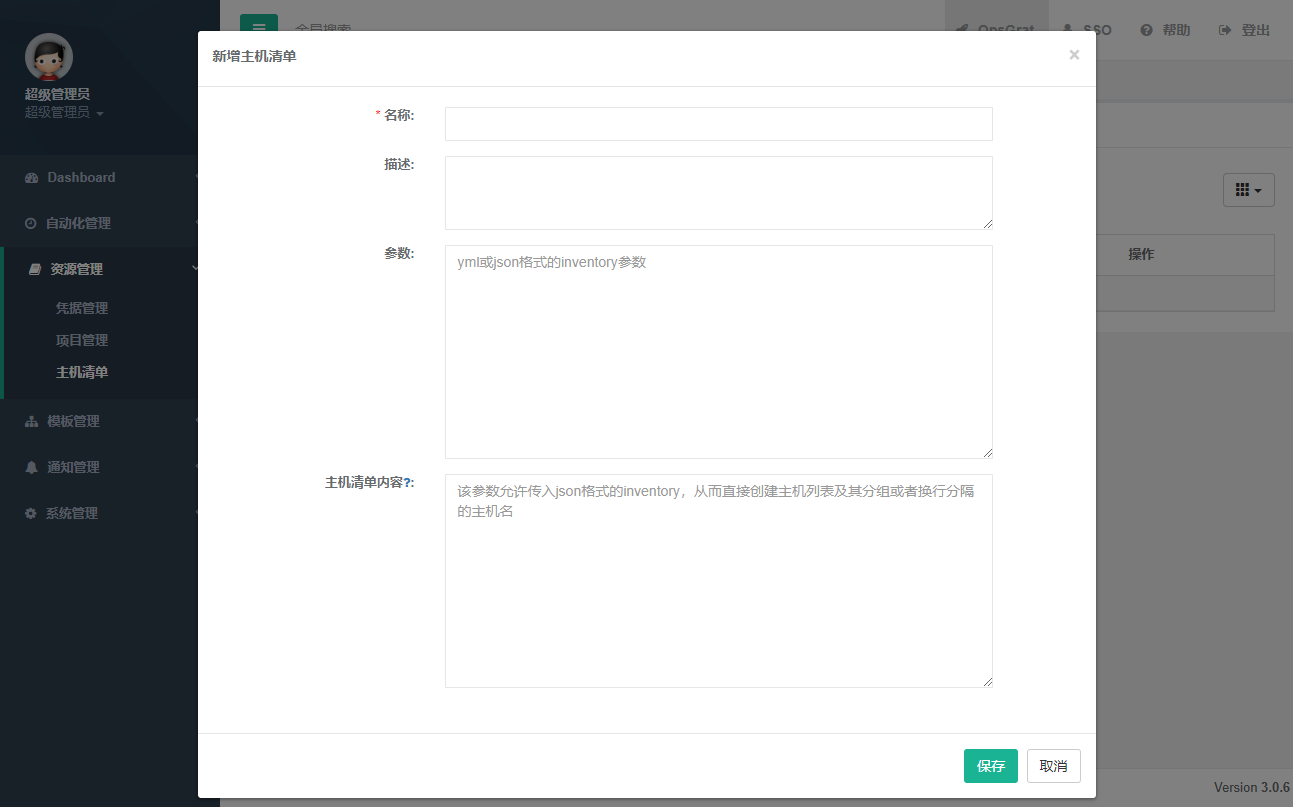 全局搜索
OpsGrat
SSO
帮助
登出
超级管理员
超级管理员
Dashboard
自动化管理
资源管理
凭据管理
项目管理
主机清单
模板管理
通知管理
系统管理
新增主机清单
×
* 名称:
描述:
参数:
yml或json格式的inventory参数
主机清单内容?:
该参数允许传入json格式的inventory，从而直接创建主机列表及其分组或者换行分隔
的主机名
保存
取消
操作
Version 3.0.6